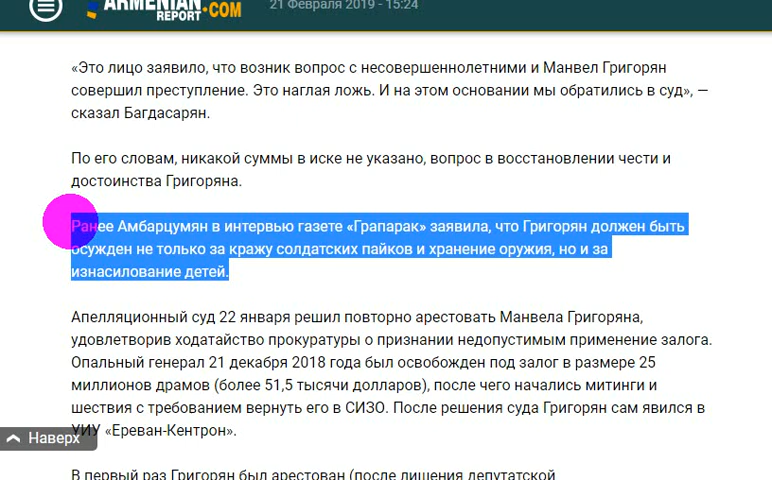 ARMENIAN
REPORT.COM
21 Февраля 2019 - 15:24
«Это лицо заявило, что возник вопрос с несовершеннолетними и Манвел Григорян
совершил преступление. Это наглая ложь. И на этом основании мы обратились в суд», —
сказал Багдасарян.
По его словам, никакой суммы в иске не указано, вопрос в восстановлении чести и
достоинства Григоряна.
Ранее Амбарцумян в интервью газете «Грапарак» заявила, что Григорян должен быть
осужден не только за кражу солдатских пайков и хранение оружия, но и за
изнасилование детей.
Апелляционный суд 22 января решил повторно арестовать Манвела Григоряна,
удовлетворив ходатайство прокуратуры о признании недопустимым применение залога.
Опальный генерал 21 декабря 2018 года был освобожден под залог в размере 25
миллионов драмов (более 51,5 тысячи долларов), после чего начались митинги и
шествия с требованием вернуть его в СИЗО. После решения суда Григорян сам явился в
УИУ «Ереван-Кентрон».
Наверх
В первый раз Григорян был арестован (после лишения депутатской